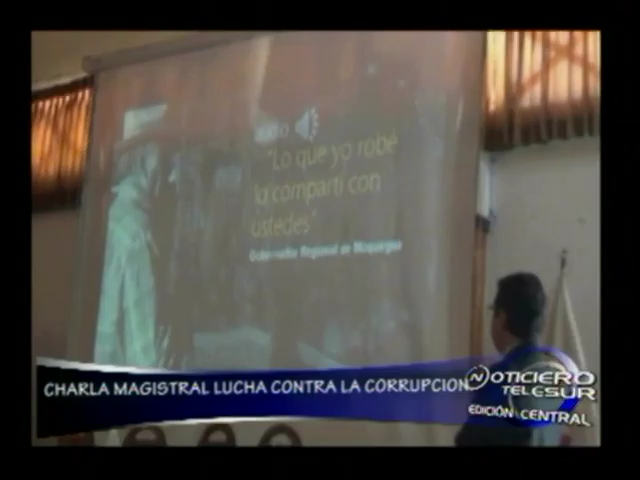 "Lo que yo robé
lo compartí con
ustedes"
Gobernador Regional de Moquegua
CHARLA MAGISTRAL LUCHA CONTRA LA CORRUPCION
NOTICIERO
TELESUR
EDICIÓN CENTRAL